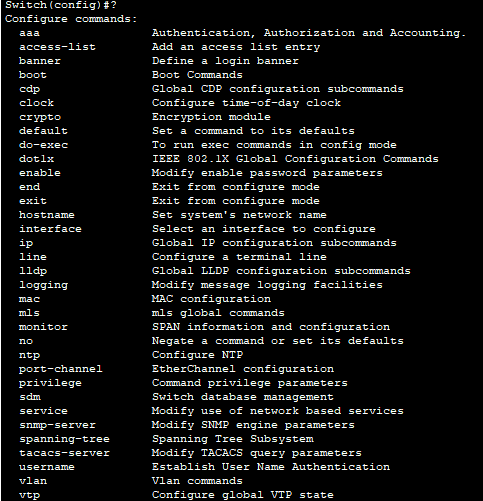 Switch(config)#?
Configure commands:
aaa Authentication, Authorization and Accounting.
access-list Add an access list entry
banner Define a login banner
boot Boot Commands
cdp Global CDP configuration subcommands
clock Configure time-of-day clock
crypto Encryption module
default Set a command to its defaults
do-exec To run exec commands in config mode
dot1x IEEE 802.1X Global Configuration Commands
enable Modify enable password parameters
end Exit from configure mode
exit Exit from configure mode
hostname Set system's network name
interface Select an interface to configure
ip Global IP configuration subcommands
line Configure a terminal line
lldp Global LLDP configuration subcommands
logging Modify message logging facilities
mac MAC configuration
mls mls global commands
monitor SPAN information and configuration
no Negate a command or set its defaults
ntp Configure NTP
port-channel EtherChannel configuration
privilege Command privilege parameters
sdm Switch database management
service Modify use of network based services
snmp-server Modify SNMP engine parameters
spanning-tree Spanning Tree Subsystem
tacacs-server Modify TACACS query parameters
username Establish User Name Authentication
vlan Vlan commands
vtp Configure global VTP state